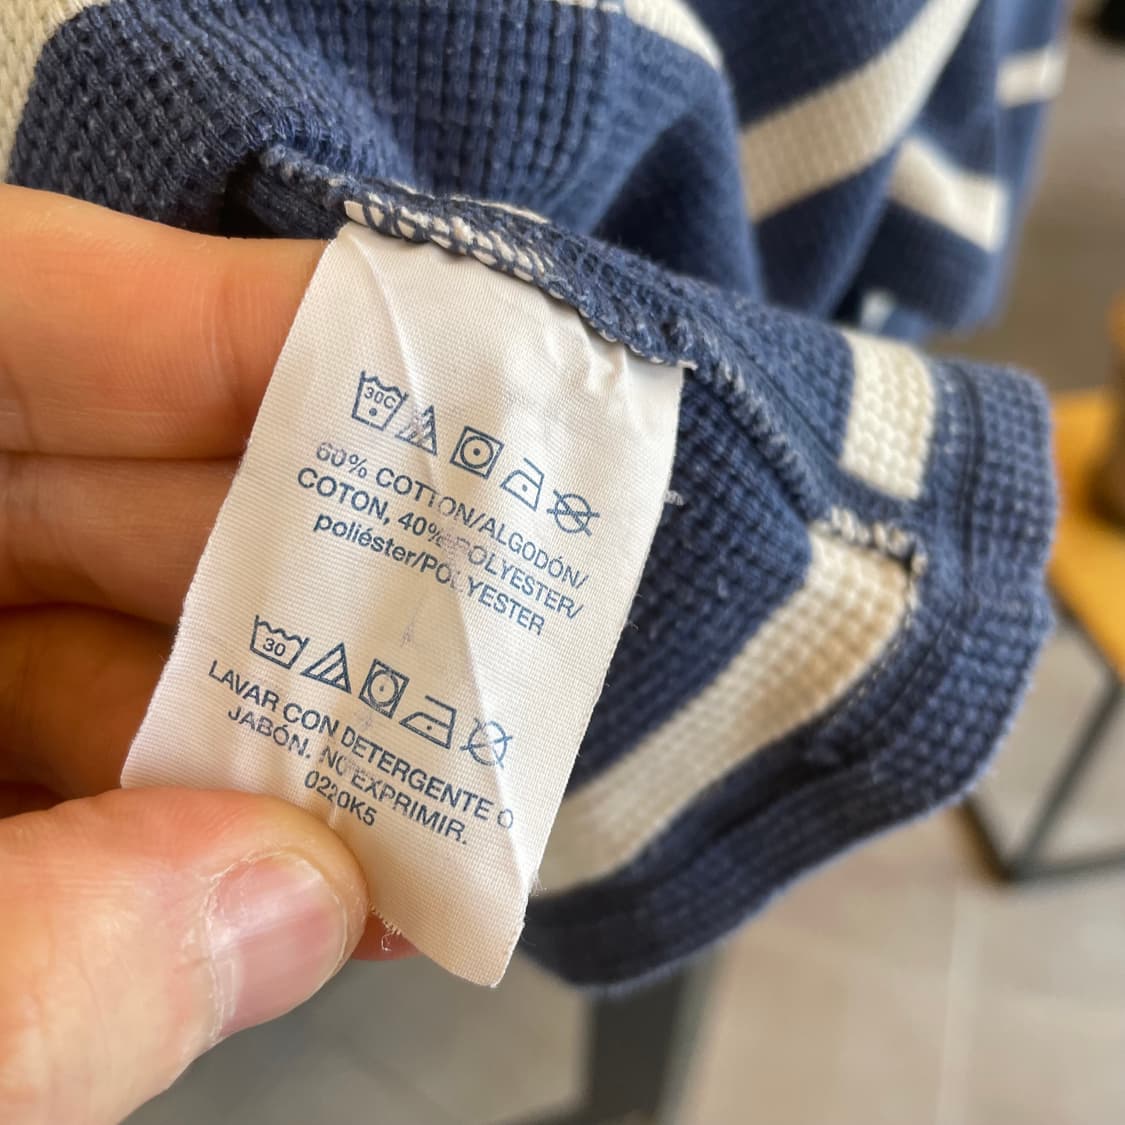 30C
60% COTTON/ALGODÓN/
COTON, 40% POLYESTER/
poliéster/POLYESTER
30
LAVAR CON DETERGENTE O
JABÓN. NO EXPRIMIR.
0220K5